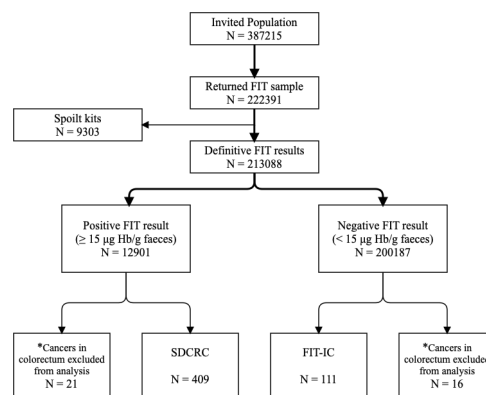 Invited Population
N = 387215
Returned FIT sample
N = 222391
Spoilt kits
N = 9303
Definitive FIT results
N = 213088
Positive FIT result
(≥ 15 µg Hb/g faeces)
N = 12901
Negative FIT result
(< 15 µg Hb/g faeces)
N = 200187
*Cancers in
colorectum excluded
from analysis
N = 21
SDCRC
N = 409
FIT-IC
N = 111
*Cancers in
colorectum excluded
from analysis
N = 16